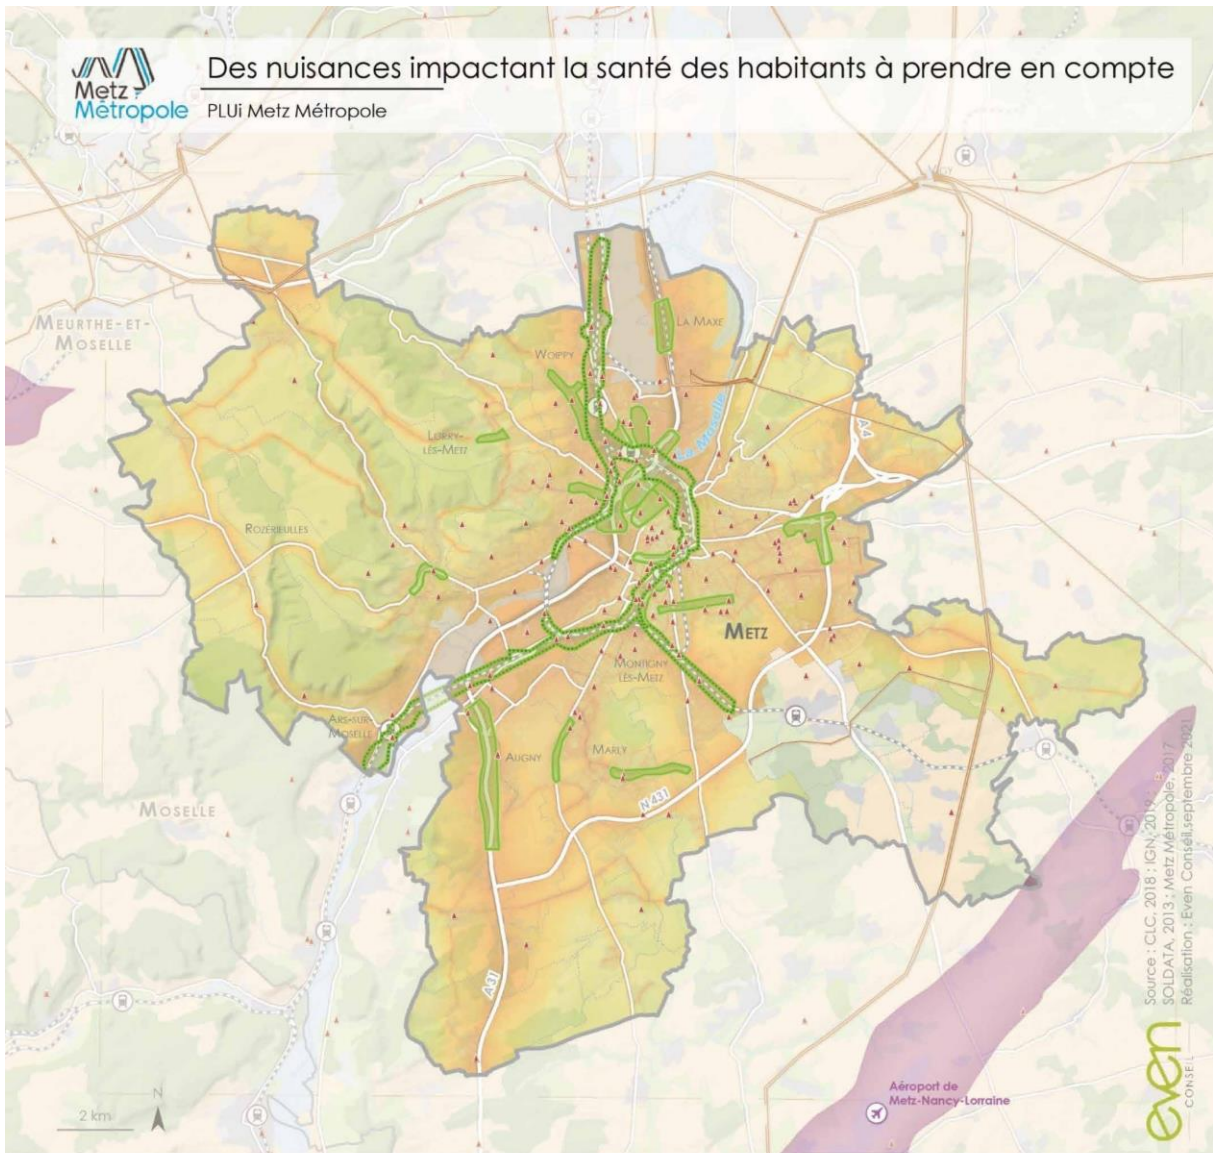 Metz
Métropole
Des nuisances impactant la santé des habitants à prendre en compte
PLUi Metz Métropole
VIGY
MEURTHE-ET-
MOSELLE
LA MAXE
WOIPPY
La Moselle
A4
LORRY-
LÈS-METZ
ROZÉRIEULLES
METZ
MONTIGNY
LÈS-METZ
ARS-SUR-
MOSELLE
AUGNY
MARLY
MOSELLE
N431
A31
Source : CLC, 2018 ; IGN, 2019 ;
SOLDATA, 2013 ; Metz Métropole, 2017
Réalisation : Even Conseil, septembre 2021
even
CONSEIL
Aéroport de
Metz-Nancy-Lorraine
2 km
N